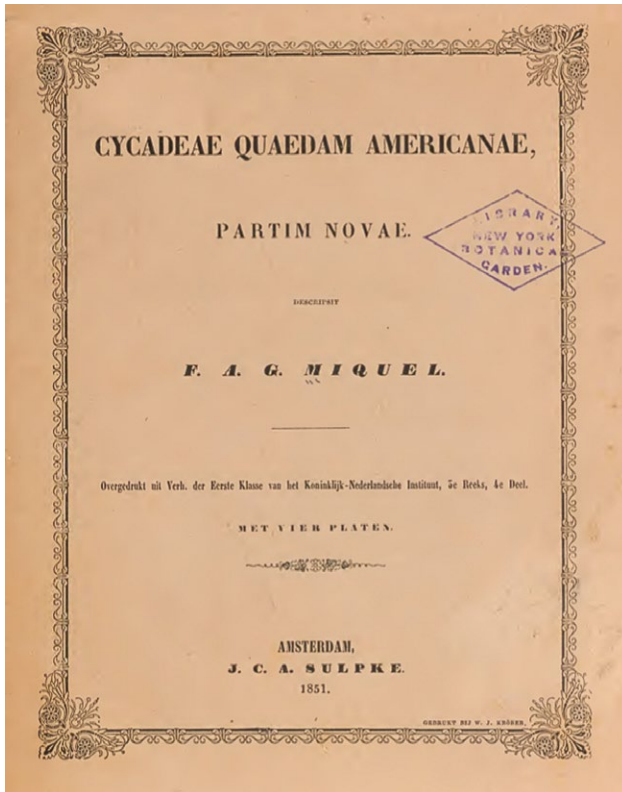 CYCADEAE QUAEDAM AMERICANAE,
PARTIM NOVAE.
LIBRARY
NEW YORK
BOTANICAL
GARDEN.
DESCRIPSIT
F. A. G. MIQUEL.
Overgedrukt uit Verh. der Eerste Klasse van het Koninklijk-Nederlandsche Instituut, 3e Reeks, 4e Deel.
MET VIER PLATEN.
AMSTERDAM,
J. C. A. SULPKE.
1851.
GEDRUKT BIJ W. J. KRÖBER.